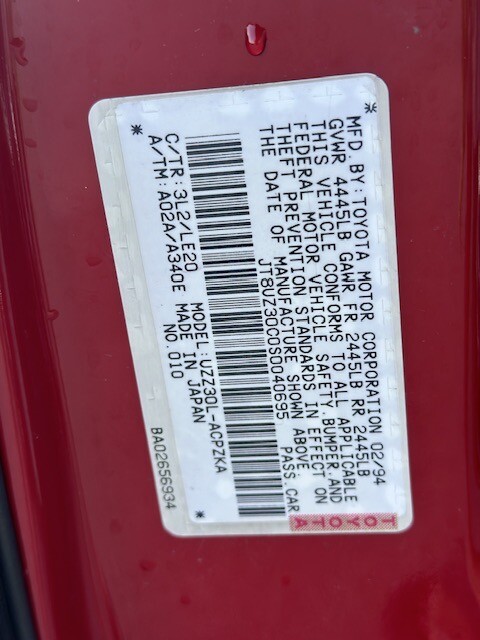 MFD. BY: TOYOTA MOTOR CORPORATION 02/94
GVWR 4445LB GAWR FR 2445LB RR 2445LB
THIS VEHICLE CONFORMS TO ALL APPLICABLE
FEDERAL MOTOR VEHICLE SAFETY, BUMPER, AND
THEFT PREVENTION STANDARDS IN EFFECT ON
THE DATE OF MANUFACTURE SHOWN ABOVE.
JT8UZ30C0S0040695 PASS. CAR
TOYOTA
C/TR: 3L2/LE20 MODEL: UZZ30L-ACPZKA
A/TM: A02A/A340E MADE IN JAPAN
NO. 010
BA02656934